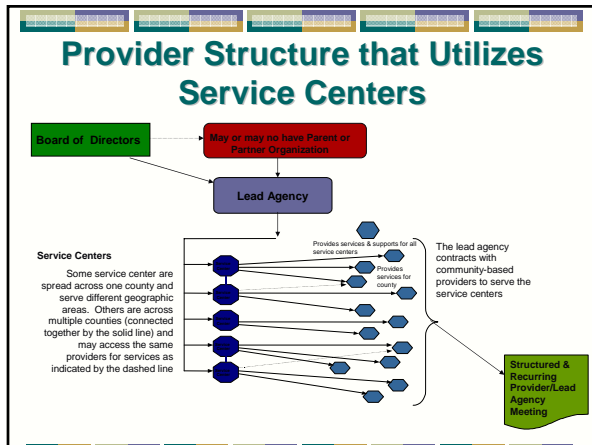 Provider Structure that Utilizes
Service Centers
Board of Directors
May or may no have Parent or
Partner Organization
Lead Agency
Provides services & supports for all
service centers
Service Centers
Some service center are
spread across one county and
serve different geographic
areas. Others are across
multiple counties (connected
together by the solid line) and
may access the same
providers for services as
indicated by the dashed line
Provides
services for
county
The lead agency
contracts with
community-based
providers to serve the
service centers
Structured &
Recurring
Provider/Lead
Agency
Meeting